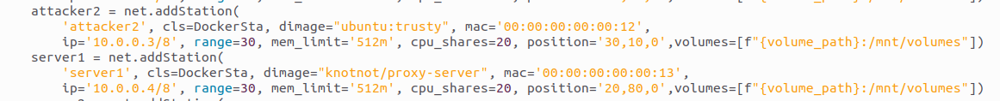 attacker2 = net.addStation(
'attacker2', cls=DockerSta, dimage="ubuntu:trusty", mac='00:00:00:00:00:12',
ip='10.0.0.3/8', range=30, mem_limit='512m', cpu_shares=20, position='30,10,0',volumes=[f"{volume_path}:/mnt/volumes"])
server1 = net.addStation(
'server1', cls=DockerSta, dimage="knotnot/proxy-server", mac='00:00:00:00:00:13',
ip='10.0.0.4/8', range=30, mem_limit='512m', cpu_shares=20, position='20,80,0',volumes=[f"{volume_path}:/mnt/volumes"])